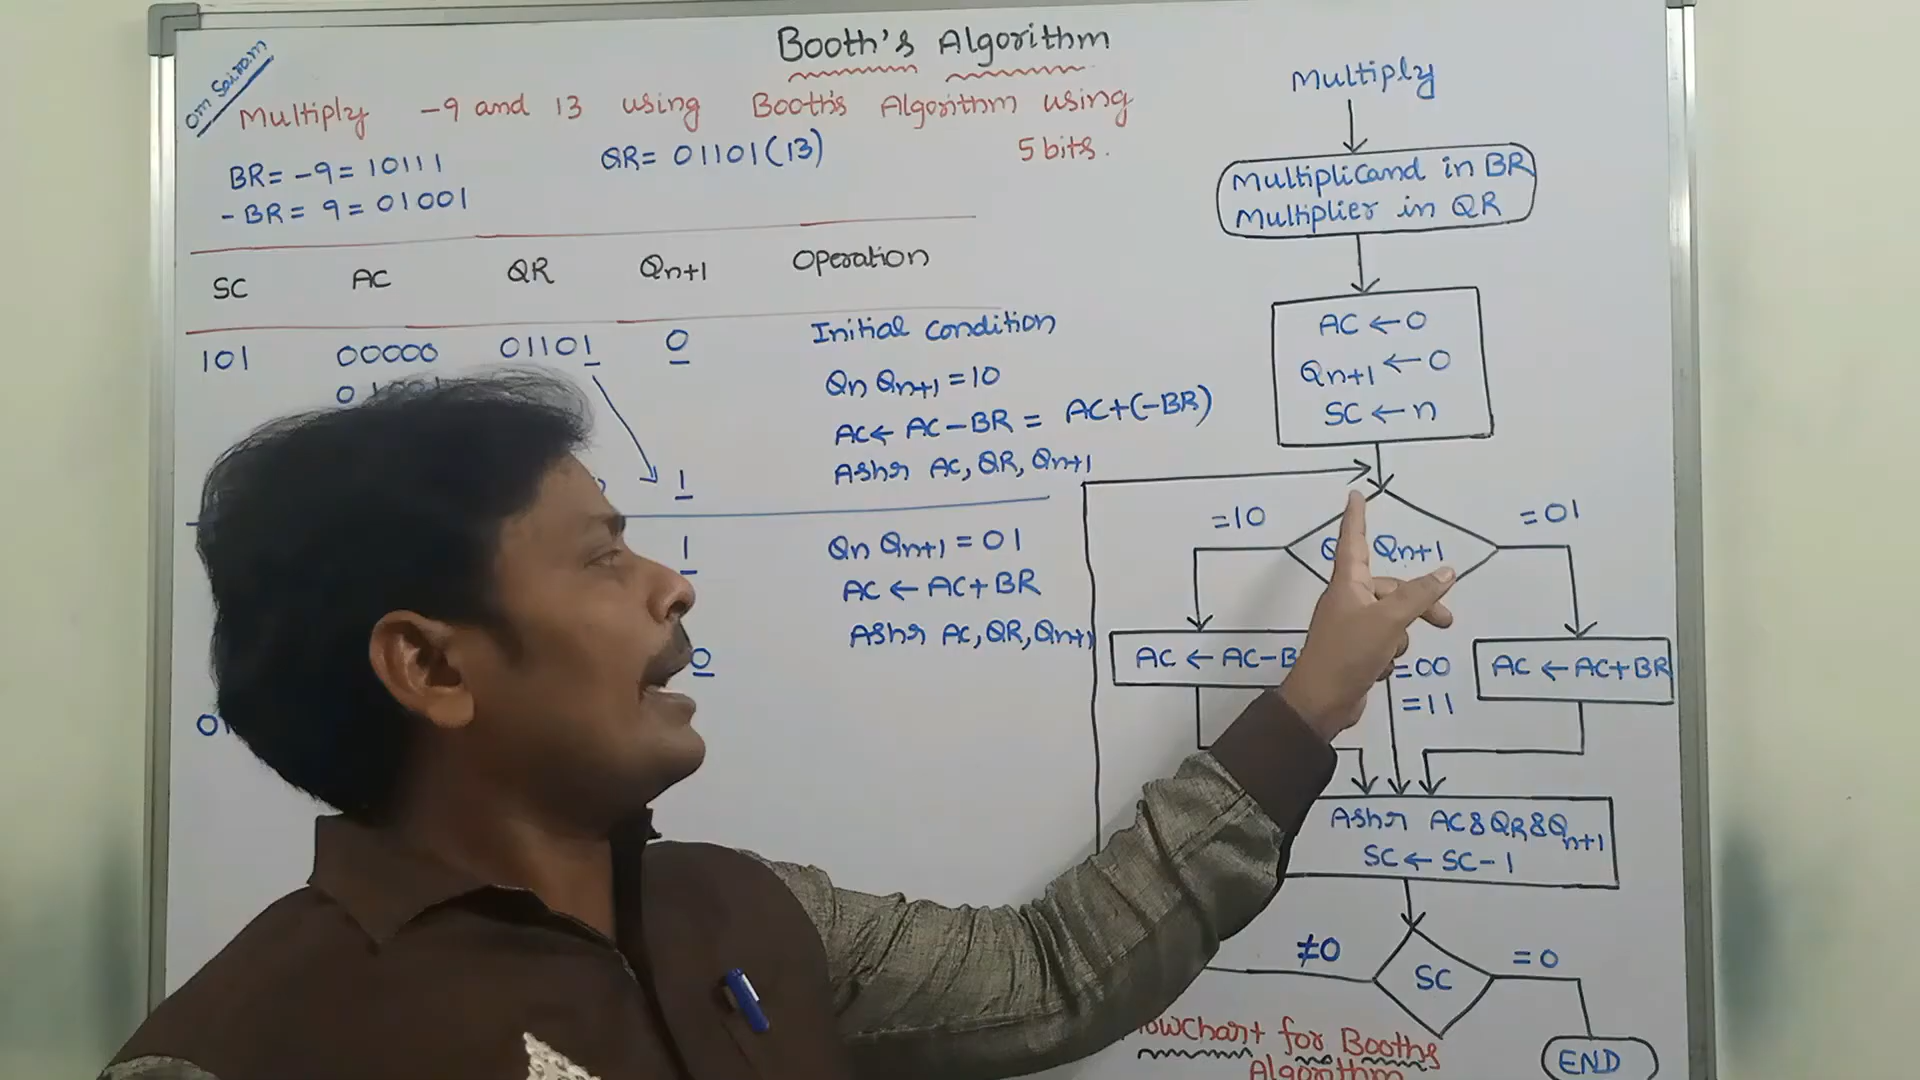 Booth's Algorithm
Om Sairam
Multiply -9 and 13 using Booth's Algorithm using
5 bits.
BR = -9 = 10111
QR = 01101 (13)
-BR = 9 = 01001
SC AC QR Qn+1 Operation
101 00000 01101 0 Initial Condition
Qn Qn+1 = 10
AC ← AC - BR = AC + (-BR)
Ashr AC, QR, Qn+1
1
1 Qn Qn+1 = 01
AC ← AC + BR
Ashr AC, QR, Qn+1
0
Multiply
Multiplicand in BR
Multiplier in QR
AC ← 0
Qn+1 ← 0
SC ← n
=10
=01
Qn+1
AC ← AC-B
=00
=11
AC ← AC+BR
Ashr AC&QR&Qn+1
SC ← SC-1
≠0
SC
=0
END
for Booths
Algorithm